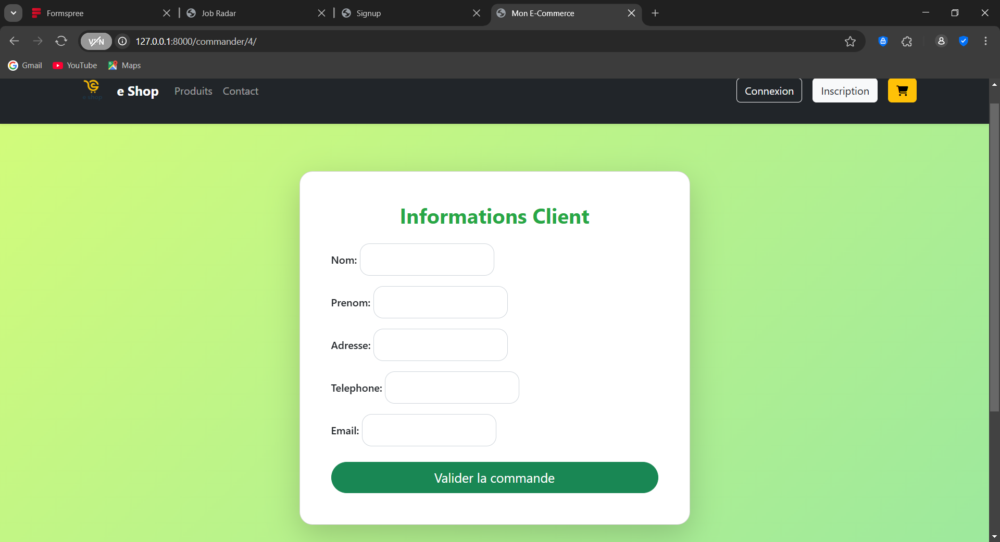 Formspree
Job Radar
Signup
Mon E-Commerce
VPN
127.0.0.1:8000/commander/4/
Gmail
YouTube
Maps
e shop
e Shop
Produits
Contact
Connexion
Inscription
Informations Client
Nom:
Prenom:
Adresse:
Telephone:
Email:
Valider la commande